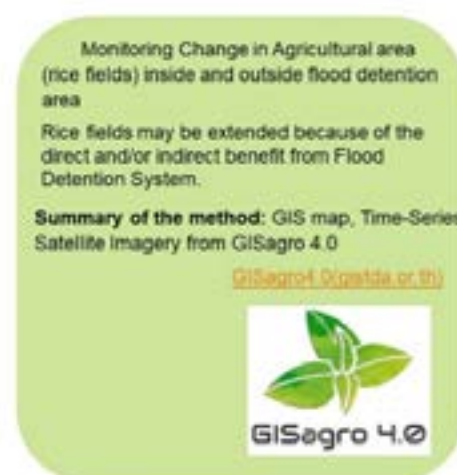 Monitoring Change in Agricultural area
(rice fields) inside and outside flood detention
area
Rice fields may be extended because of the
direct and/or indirect benefit from Flood
Detention System.
Summary of the method: GIS map, Time-Series
Satellite Imagery from GISagro 4.0
GISagro4.0(gistda.or.th)
GISagro 4.0